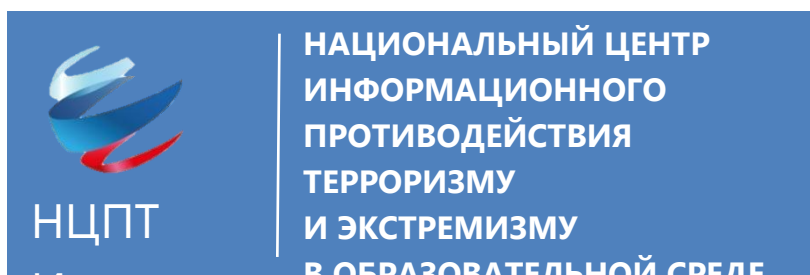 НАЦИОНАЛЬНЫЙ ЦЕНТР
ИНФОРМАЦИОННОГО
ПРОТИВОДЕЙСТВИЯ
ТЕРРОРИЗМУ
И ЭКСТРЕМИЗМУ
В ОБРАЗОВАТЕЛЬНОЙ СРЕДЕ
НЦПТ